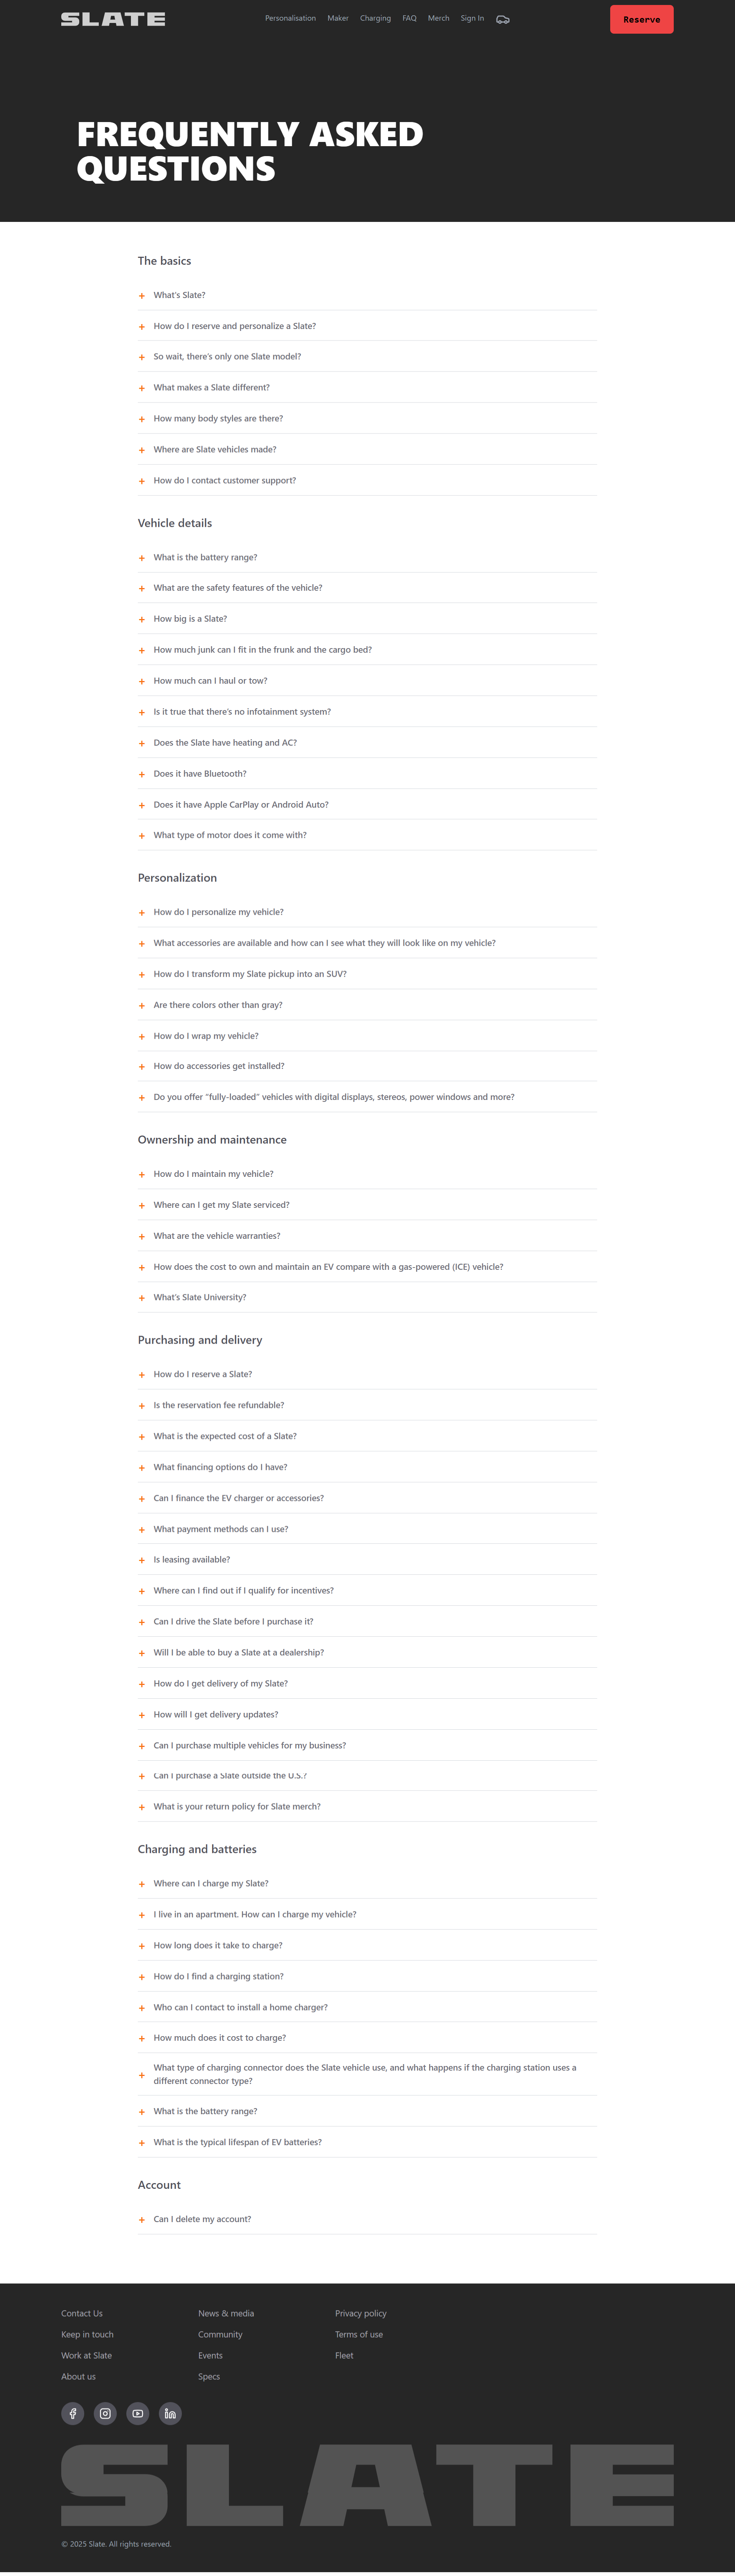 SLATE
Personalisation Maker Charging FAQ Merch Sign In
Reserve
FREQUENTLY ASKED
QUESTIONS
The basics
+ What's Slate?
+ How do I reserve and personalize a Slate?
+ So wait, there's only one Slate model?
+ What makes a Slate different?
+ How many body styles are there?
+ Where are Slate vehicles made?
+ How do I contact customer support?
Vehicle details
+ What is the battery range?
+ What are the safety features of the vehicle?
+ How big is a Slate?
+ How much junk can I fit in the frunk and the cargo bed?
+ How much can I haul or tow?
+ Is it true that there's no infotainment system?
+ Does the Slate have heating and AC?
+ Does it have Bluetooth?
+ Does it have Apple CarPlay or Android Auto?
+ What type of motor does it come with?
Personalization
+ How do I personalize my vehicle?
+ What accessories are available and how can I see what they will look like on my vehicle?
+ How do I transform my Slate pickup into an SUV?
+ Are there colors other than gray?
+ How do I wrap my vehicle?
+ How do accessories get installed?
+ Do you offer "fully-loaded" vehicles with digital displays, stereos, power windows and more?
Ownership and maintenance
+ How do I maintain my vehicle?
+ Where can I get my Slate serviced?
+ What are the vehicle warranties?
+ How does the cost to own and maintain an EV compare with a gas-powered (ICE) vehicle?
+ What's Slate University?
Purchasing and delivery
+ How do I reserve a Slate?
+ Is the reservation fee refundable?
+ What is the expected cost of a Slate?
+ What financing options do I have?
+ Can I finance the EV charger or accessories?
+ What payment methods can I use?
+ Is leasing available?
+ Where can I find out if I qualify for incentives?
+ Can I drive the Slate before I purchase it?
+ Will I be able to buy a Slate at a dealership?
+ How do I get delivery of my Slate?
+ How will I get delivery updates?
+ Can I purchase multiple vehicles for my business?
+ Can I purchase a Slate outside the U.S.?
+ What is your return policy for Slate merch?
Charging and batteries
+ Where can I charge my Slate?
+ I live in an apartment. How can I charge my vehicle?
+ How long does it take to charge?
+ How do I find a charging station?
+ Who can I contact to install a home charger?
+ How much does it cost to charge?
+ What type of charging connector does the Slate vehicle use, and what happens if the charging station uses a
different connector type?
+ What is the battery range?
+ What is the typical lifespan of EV batteries?
Account
+ Can I delete my account?
Contact Us
Keep in touch
Work at Slate
About us
News & media
Community
Events
Specs
Privacy policy
Terms of use
Fleet
SLATE
© 2025 Slate. All rights reserved.